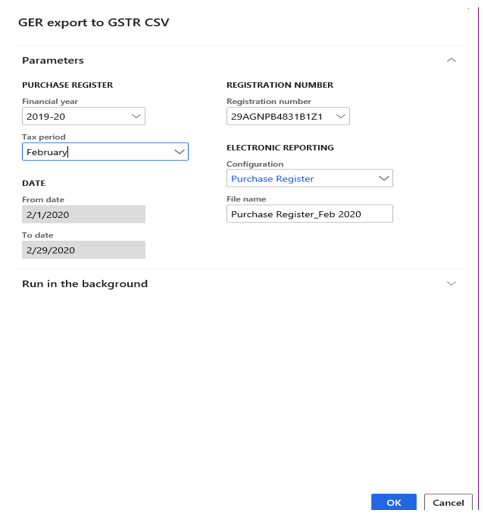 GER export to GSTR CSV
Parameters
PURCHASE REGISTER
Financial year
2019-20
Tax period
February
DATE
From date
2/1/2020
To date
2/29/2020
REGISTRATION NUMBER
Registration number
29AGNPB4831B1Z1
ELECTRONIC REPORTING
Configuration
Purchase Register
File name
Purchase Register_Feb 2020
Run in the background
OK
Cancel